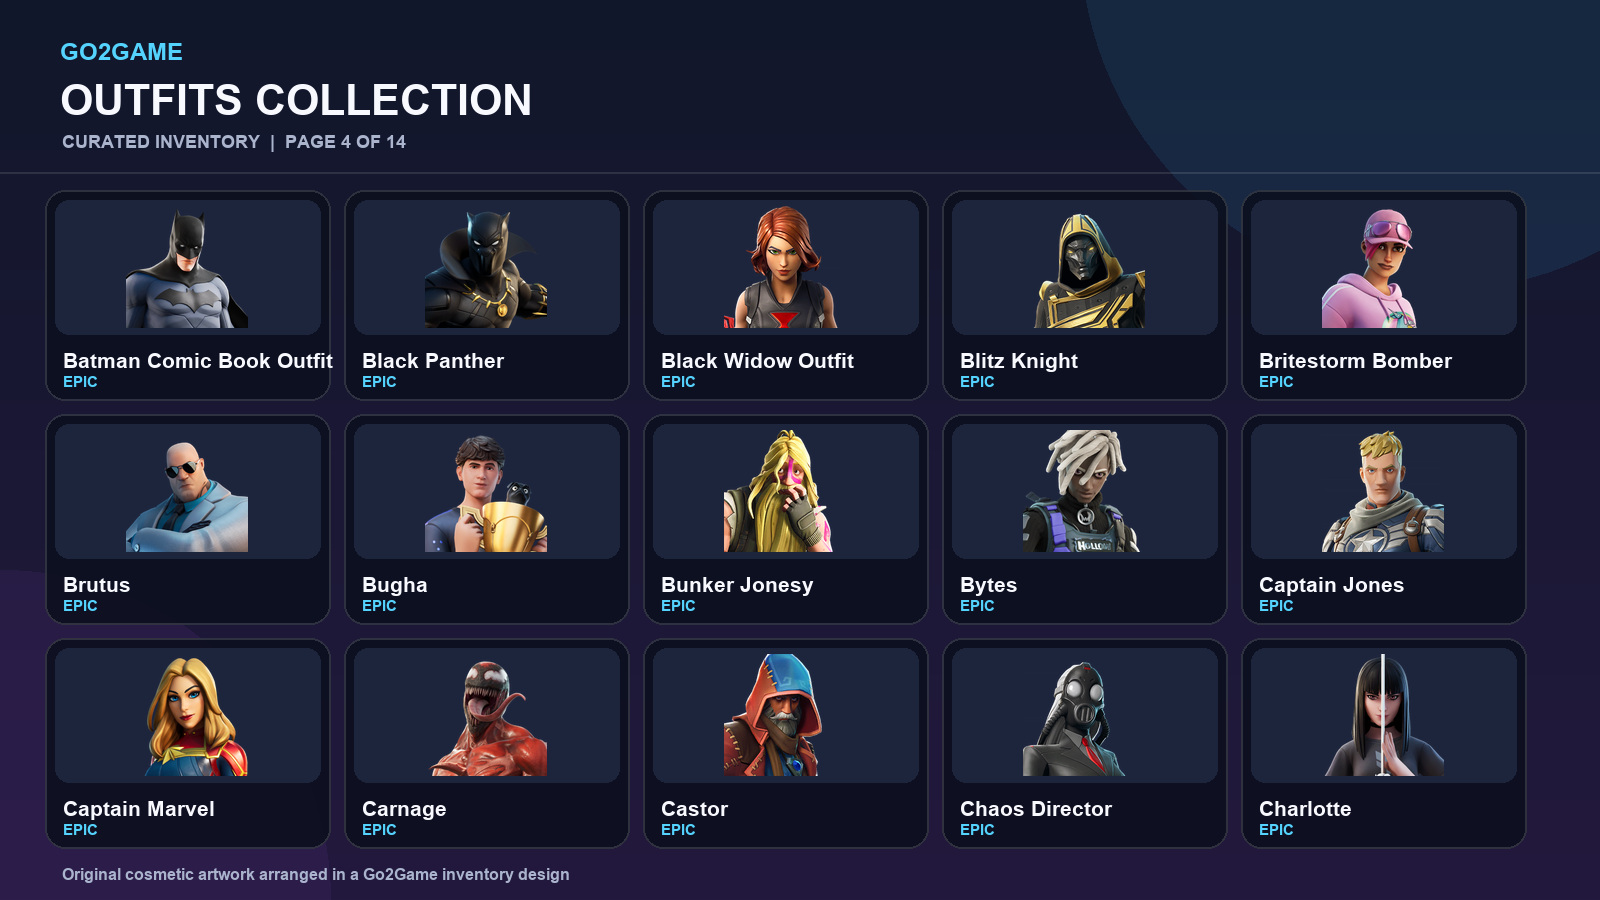 GO2GAME
OUTFITS COLLECTION
CURATED INVENTORY | PAGE 4 OF 14
Batman Comic Book Outfit
EPIC
Black Panther
EPIC
Black Widow Outfit
EPIC
Blitz Knight
EPIC
Britestorm Bomber
EPIC
Brutus
EPIC
Bugha
EPIC
Bunker Jonesy
EPIC
Bytes
EPIC
Captain Jones
EPIC
Captain Marvel
EPIC
Carnage
EPIC
Castor
EPIC
Chaos Director
EPIC
Charlotte
EPIC
Original cosmetic artwork arranged in a Go2Game inventory design